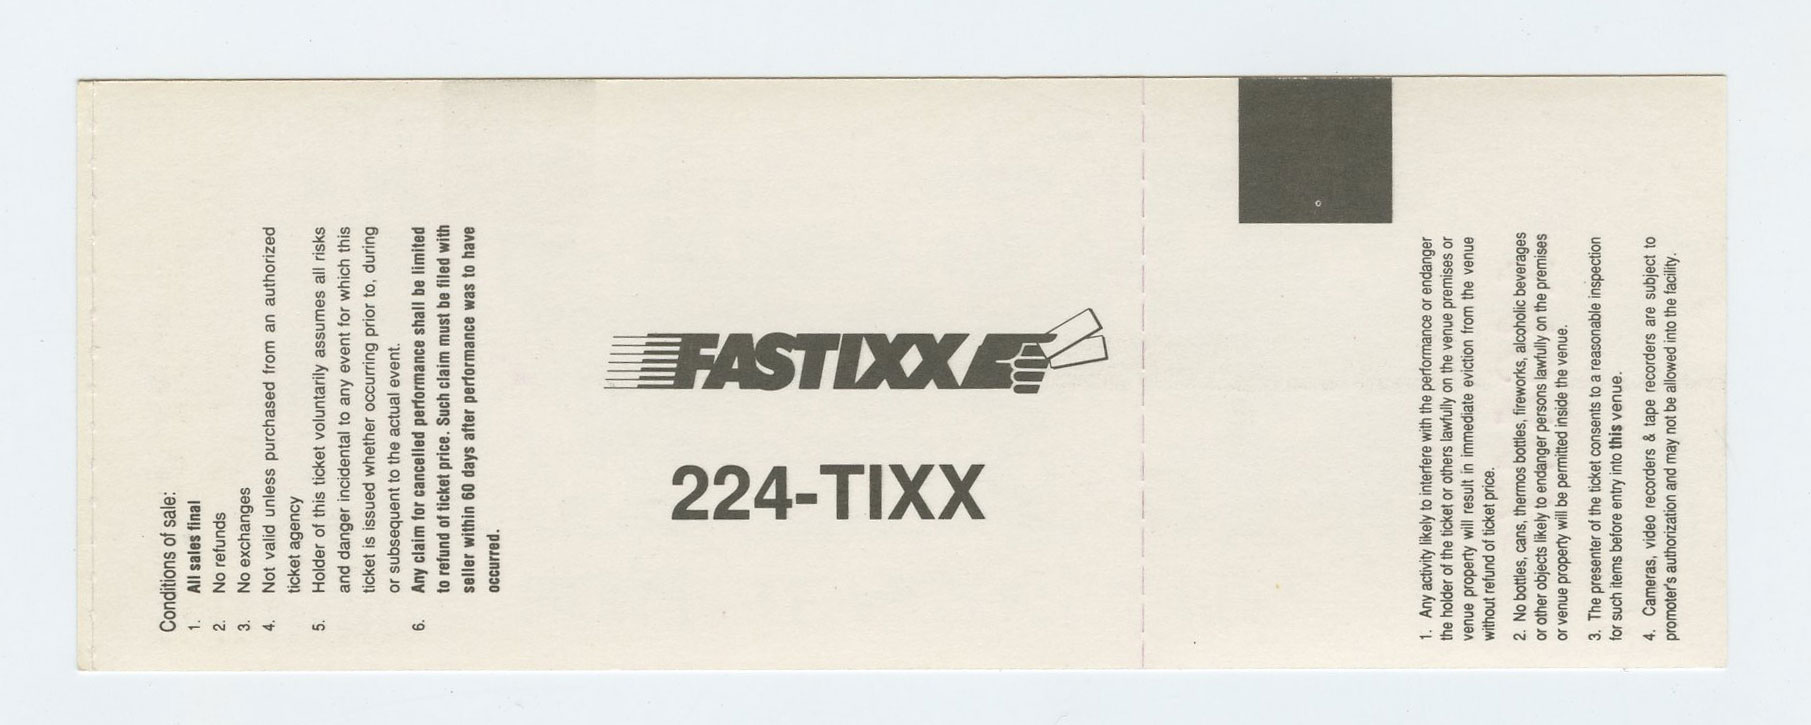 Conditions of sale:
1. All sales final
2. No refunds
3. No exchanges
4. Not valid unless purchased from an authorized
ticket agency
5. Holder of this ticket voluntarily assumes all risks
and danger incidental to any event for which this
ticket is issued whether occurring prior to, during
or subsequent to the actual event.
6. Any claim for cancelled performance shall be limited
to refund of ticket price. Such claim must be filed with
seller within 60 days after performance was to have
occurred.
FASTIXX
224-TIXX
1. Any activity likely to interfere with the performance or endanger
the holder of the ticket or others lawfully on the venue premises or
venue property will result in immediate eviction from the venue
without refund of ticket price.
2. No bottles, cans, thermos bottles, fireworks, alcoholic beverages
or other objects likely to endanger persons lawfully on the premises
or venue property will be permitted inside the venue.
3. The presenter of the ticket consents to a reasonable inspection
for such items before entry into this venue.
4. Cameras, video recorders & tape recorders are subject to
promoter's authorization and may not be allowed into the facility.